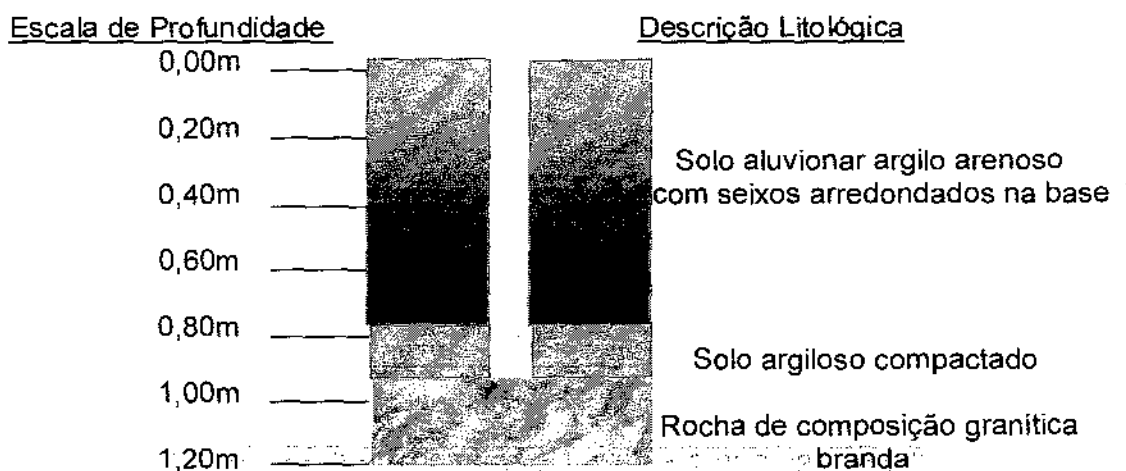 Escala de Profundidade
Descrição Litológica
0,00m
0,20m
Solo aluvionar argilo arenoso
0,40m
com seixos arredondados na base
0,60m
0,80m
Solo argiloso compactado
1,00m
Rocha de composição granítica
1,20m
branda